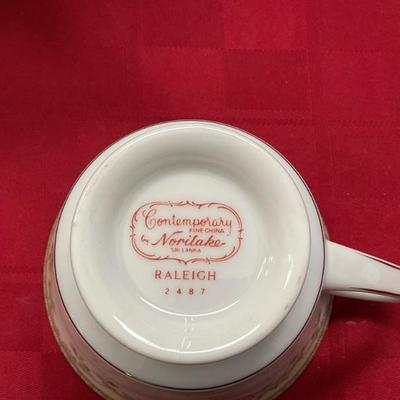 Contemporary
FINE CHINA
by Noritake
SRI LANKA
RALEIGH
2487